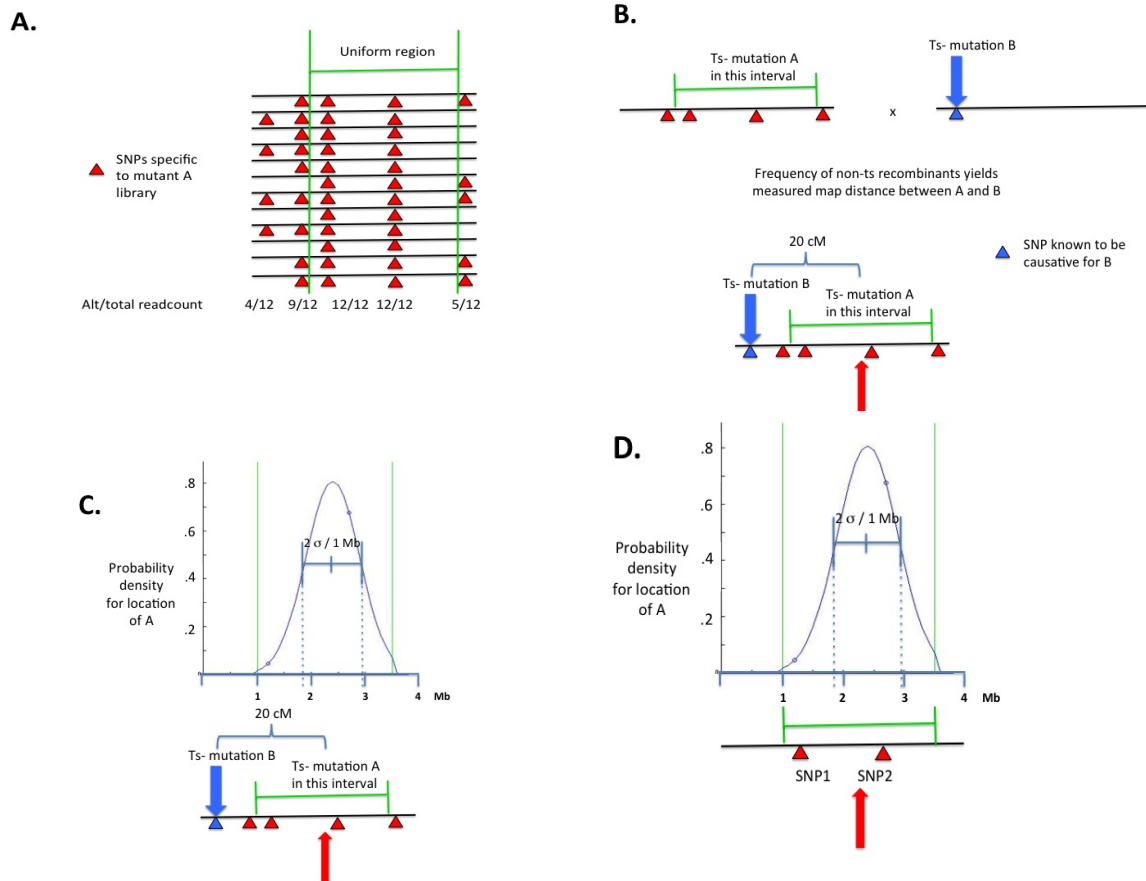 A.
Uniform region
SNPs specific
to mutant A
library
Alt/total readcount
4/12
9/12
12/12
12/12
5/12
B.
Ts- mutation A
in this interval
Ts- mutation B
x
Frequency of non-ts recombinants yields
measured map distance between A and B
20 cM
SNP known to be
causative for B
Ts- mutation B
Ts- mutation A
in this interval
C.
.8
.6
.4
.2
0
2 σ / 1 Mb
Probability
density
for location
of A
1
2
3
4
Mb
20 cM
Ts- mutation B
Ts- mutation A
in this interval
D.
.8
.6
.4
.2
0
2 σ / 1 Mb
Probability
density
for location
of A
1
2
3
4
Mb
SNP1
SNP2